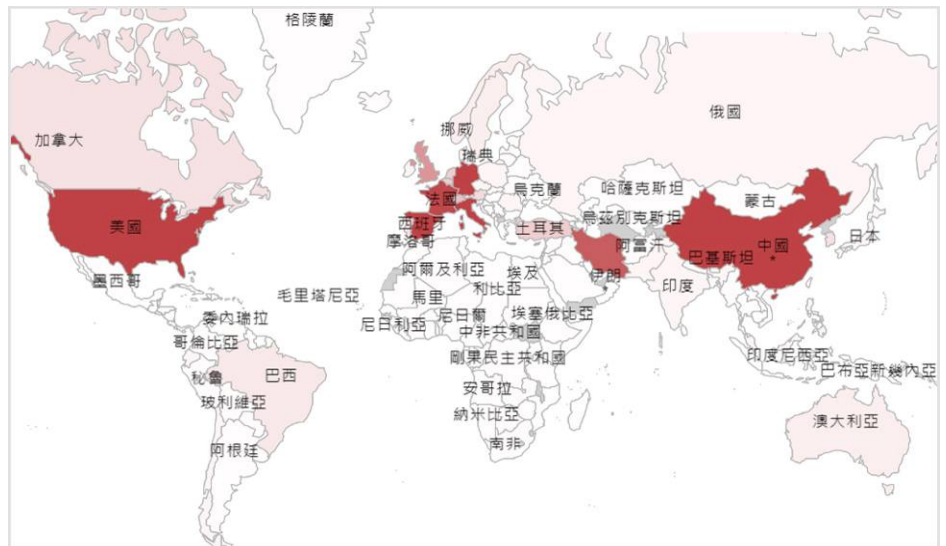 格陵蘭
俄國
加拿大
挪威
瑞典
烏克蘭
哈薩克斯坦
蒙古
法國
美國
西班牙
土耳其
烏茲別克斯坦
日本
摩洛哥
阿富汗
巴基斯坦
中國
墨西哥
阿爾及利亞
埃及
伊朗
印度
毛里塔尼亞
馬里
利比亞
委內瑞拉
尼日利亞
尼日爾
埃塞俄比亞
哥倫比亞
中非共和國
秘魯
巴西
剛果民主共和國
印度尼西亞
巴布亞新幾內亞
玻利維亞
安哥拉
納米比亞
澳大利亞
阿根廷
南非